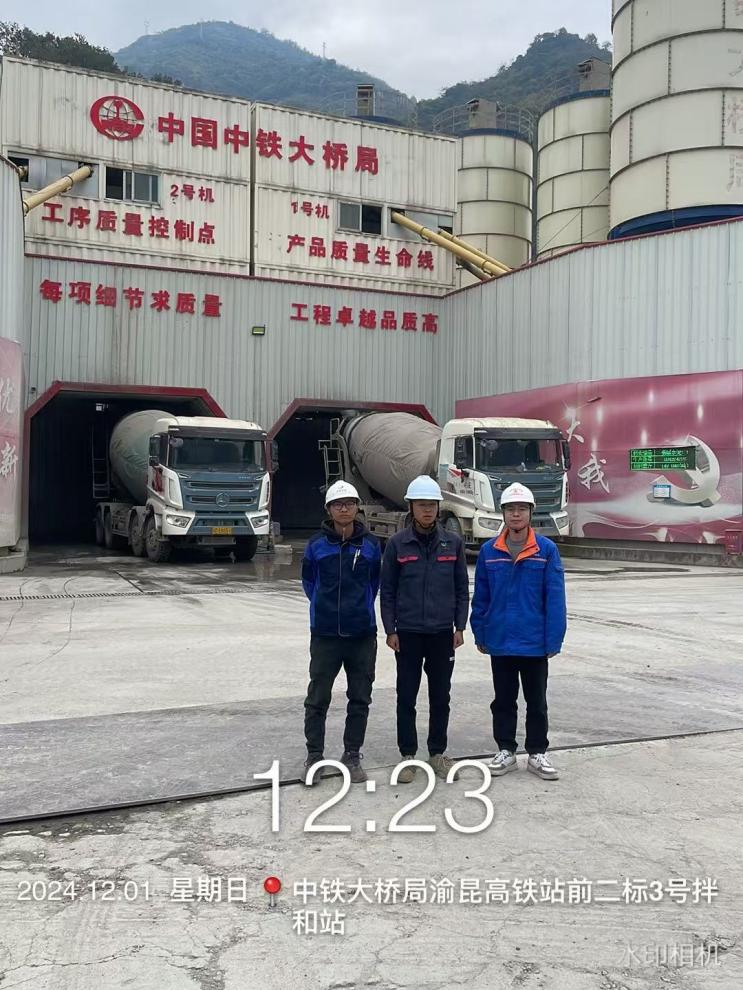 中国中铁大桥局
2号机
1号机
工序质量控制点
产品质量生命线
每项细节求质量
工程卓越品质高
优
新
我
12:23
2024.12.01 星期日 中铁大桥局渝昆高铁站前二标3号拌
和站
水印相机